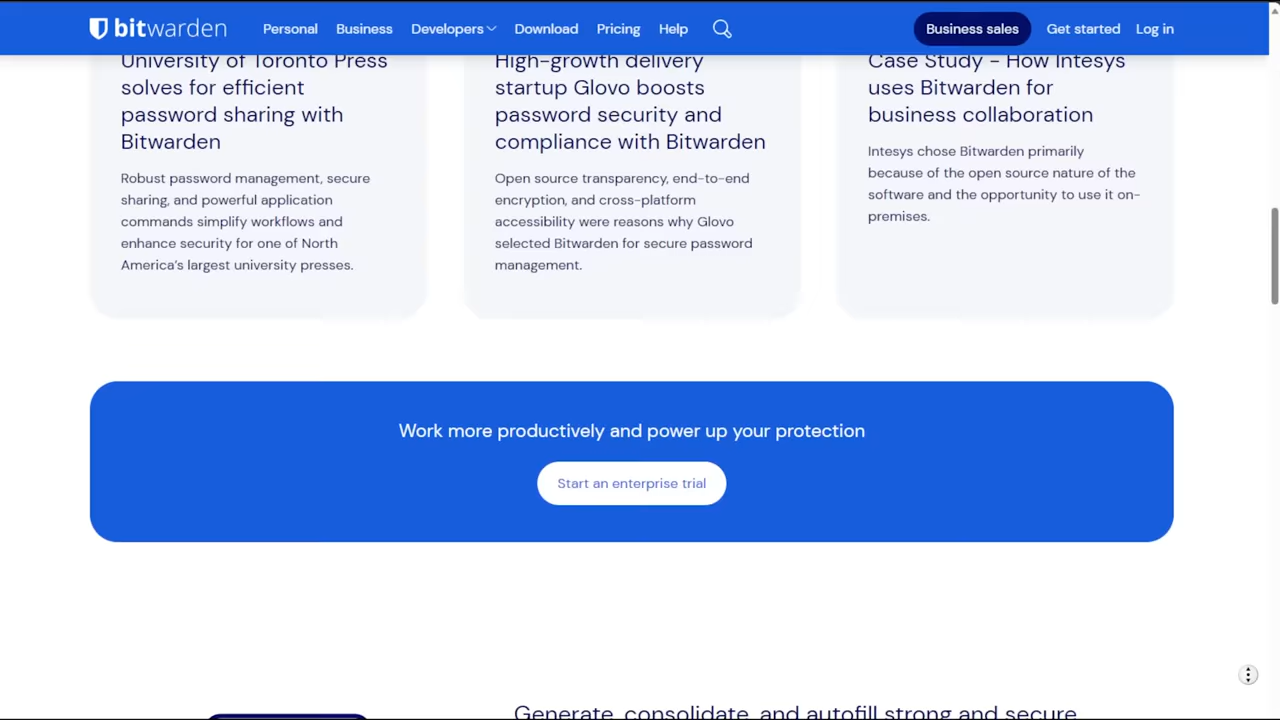 bitwarden Personal Business Developers Download Pricing Help Business sales Get started Log in
University of Toronto Press
solves for efficient
password sharing with
Bitwarden
Robust password management, secure
sharing, and powerful application
commands simplify workflows and
enhance security for one of North
America's largest university presses.
High-growth delivery
startup Glovo boosts
password security and
compliance with Bitwarden
Open source transparency, end-to-end
encryption, and cross-platform
accessibility were reasons why Glovo
selected Bitwarden for secure password
management.
Case Study - How Intesys
uses Bitwarden for
business collaboration
Intesys chose Bitwarden primarily
because of the open source nature of the
software and the opportunity to use it on-
premises.
Work more productively and power up your protection
Start an enterprise trial
Generate, consolidate, and autofill strong and secure